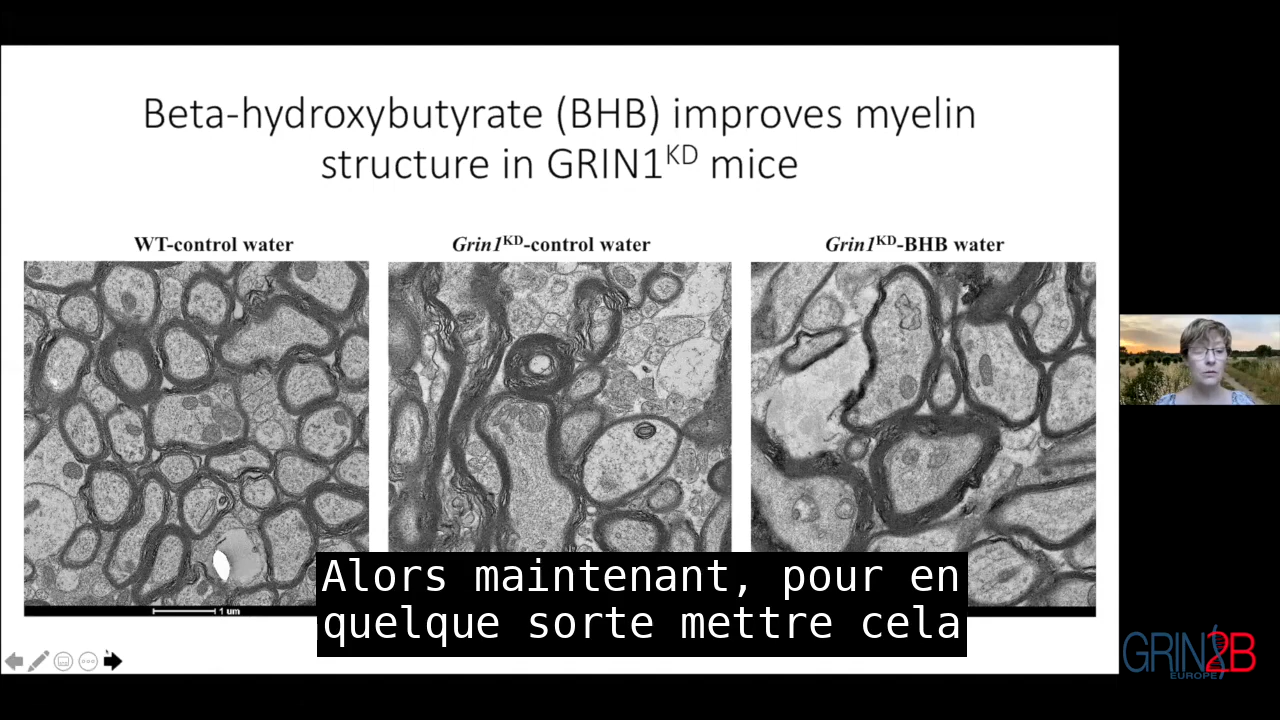 Beta-hydroxybutyrate (BHB) improves myelin
structure in GRIN1KD mice
WT-control water
Grin1KD-control water
Grin1KD-BHB water
1 um
Alors maintenant, pour en
quelque sorte mettre cela
GRIN2B
EUROPE